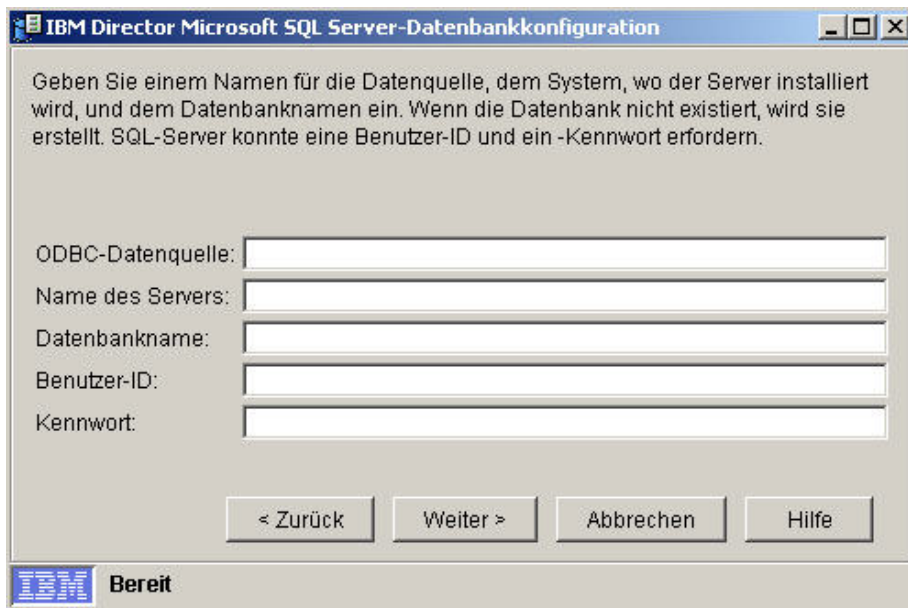 IBM Director Microsoft SQL Server-Datenbankkonfiguration
Geben Sie einem Namen für die Datenquelle, dem System, wo der Server installiert
wird, und dem Datenbanknamen ein. Wenn die Datenbank nicht existiert, wird sie
erstellt. SQL-Server konnte eine Benutzer-ID und ein -Kennwort erfordern.
ODBC-Datenquelle:
Name des Servers:
Datenbankname:
Benutzer-ID:
Kennwort:
< Zurück Weiter > Abbrechen Hilfe
IBM Bereit